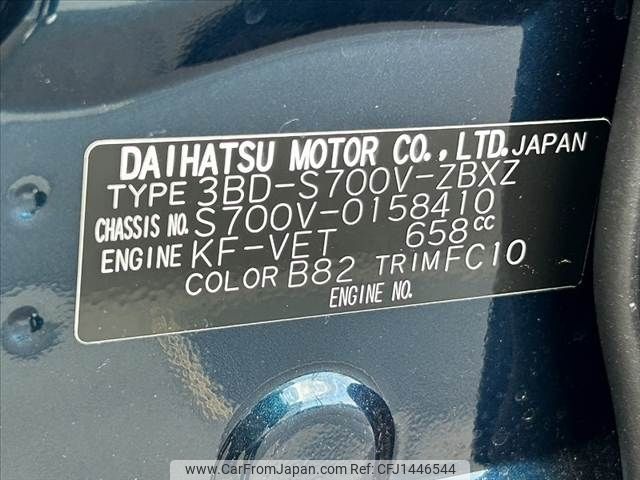 DAIHATSU MOTOR CO., LTD. JAPAN
TYPE 3BD-S700V-ZBXZ
CHASSIS NO. S700V-0158410
ENGINE KF-VET 658cc
COLOR B82 TRIM FC10
ENGINE NO.
www.CarFromJapan.com Ref: CFJ1446544